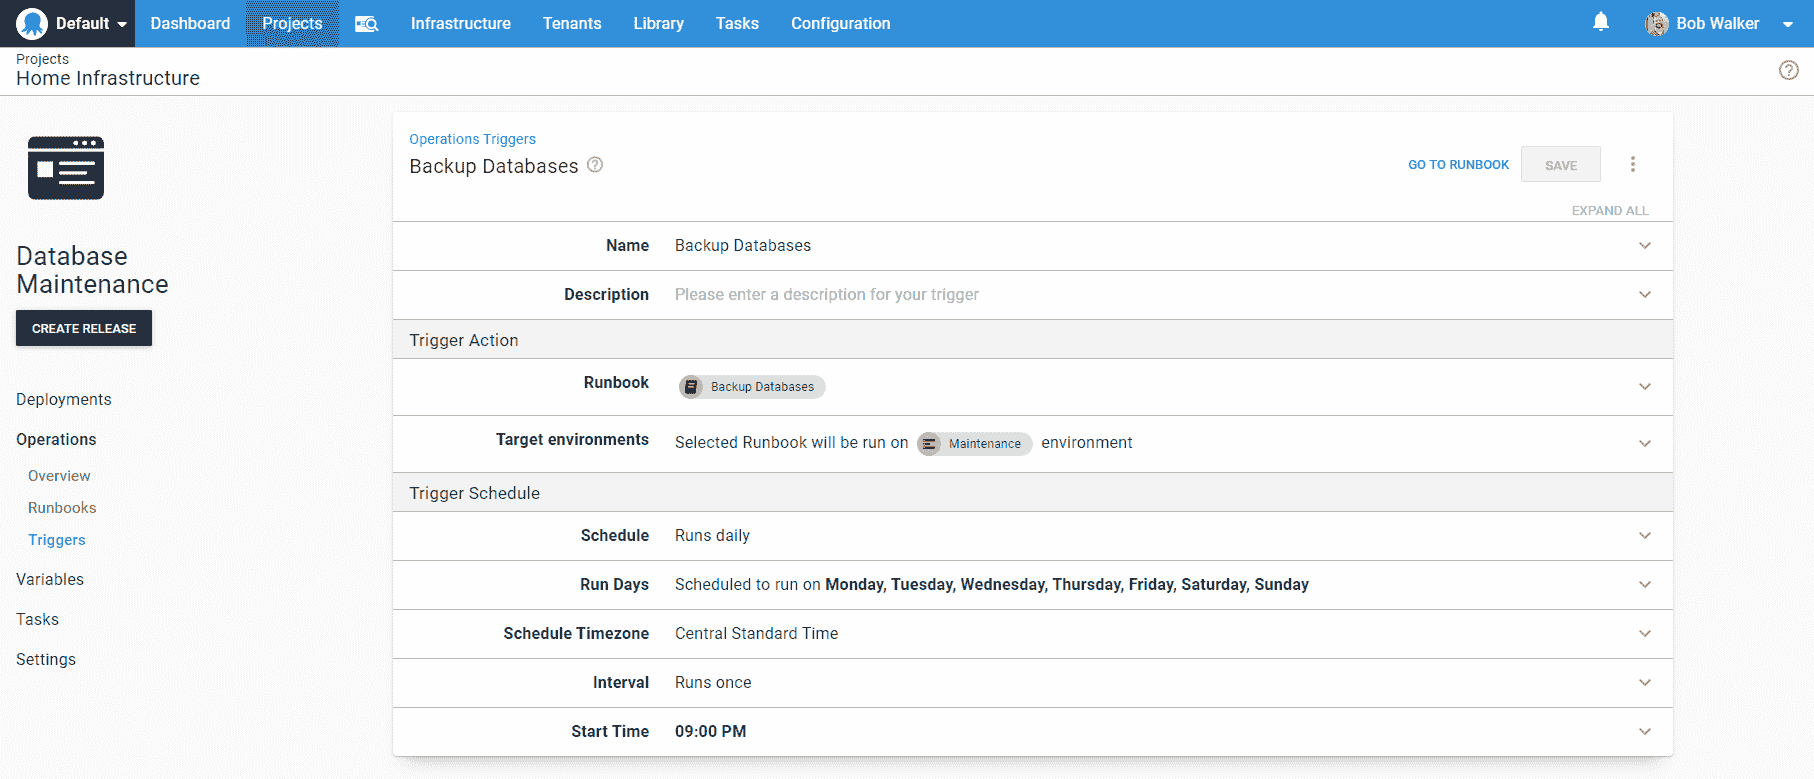 Default Dashboard Projects Infrastructure Tenants Library Tasks Configuration Bob Walker
Projects
Home Infrastructure
Database
Maintenance
CREATE RELEASE
Deployments
Operations
Overview
Runbooks
Triggers
Variables
Tasks
Settings
Operations Triggers
Backup Databases
GO TO RUNBOOK SAVE
EXPAND ALL
Name Backup Databases
Description Please enter a description for your trigger
Trigger Action
Runbook Backup Databases
Target environments Selected Runbook will be run on Maintenance environment
Trigger Schedule
Schedule Runs daily
Run Days Scheduled to run on Monday, Tuesday, Wednesday, Thursday, Friday, Saturday, Sunday
Schedule Timezone Central Standard Time
Interval Runs once
Start Time 09:00 PM